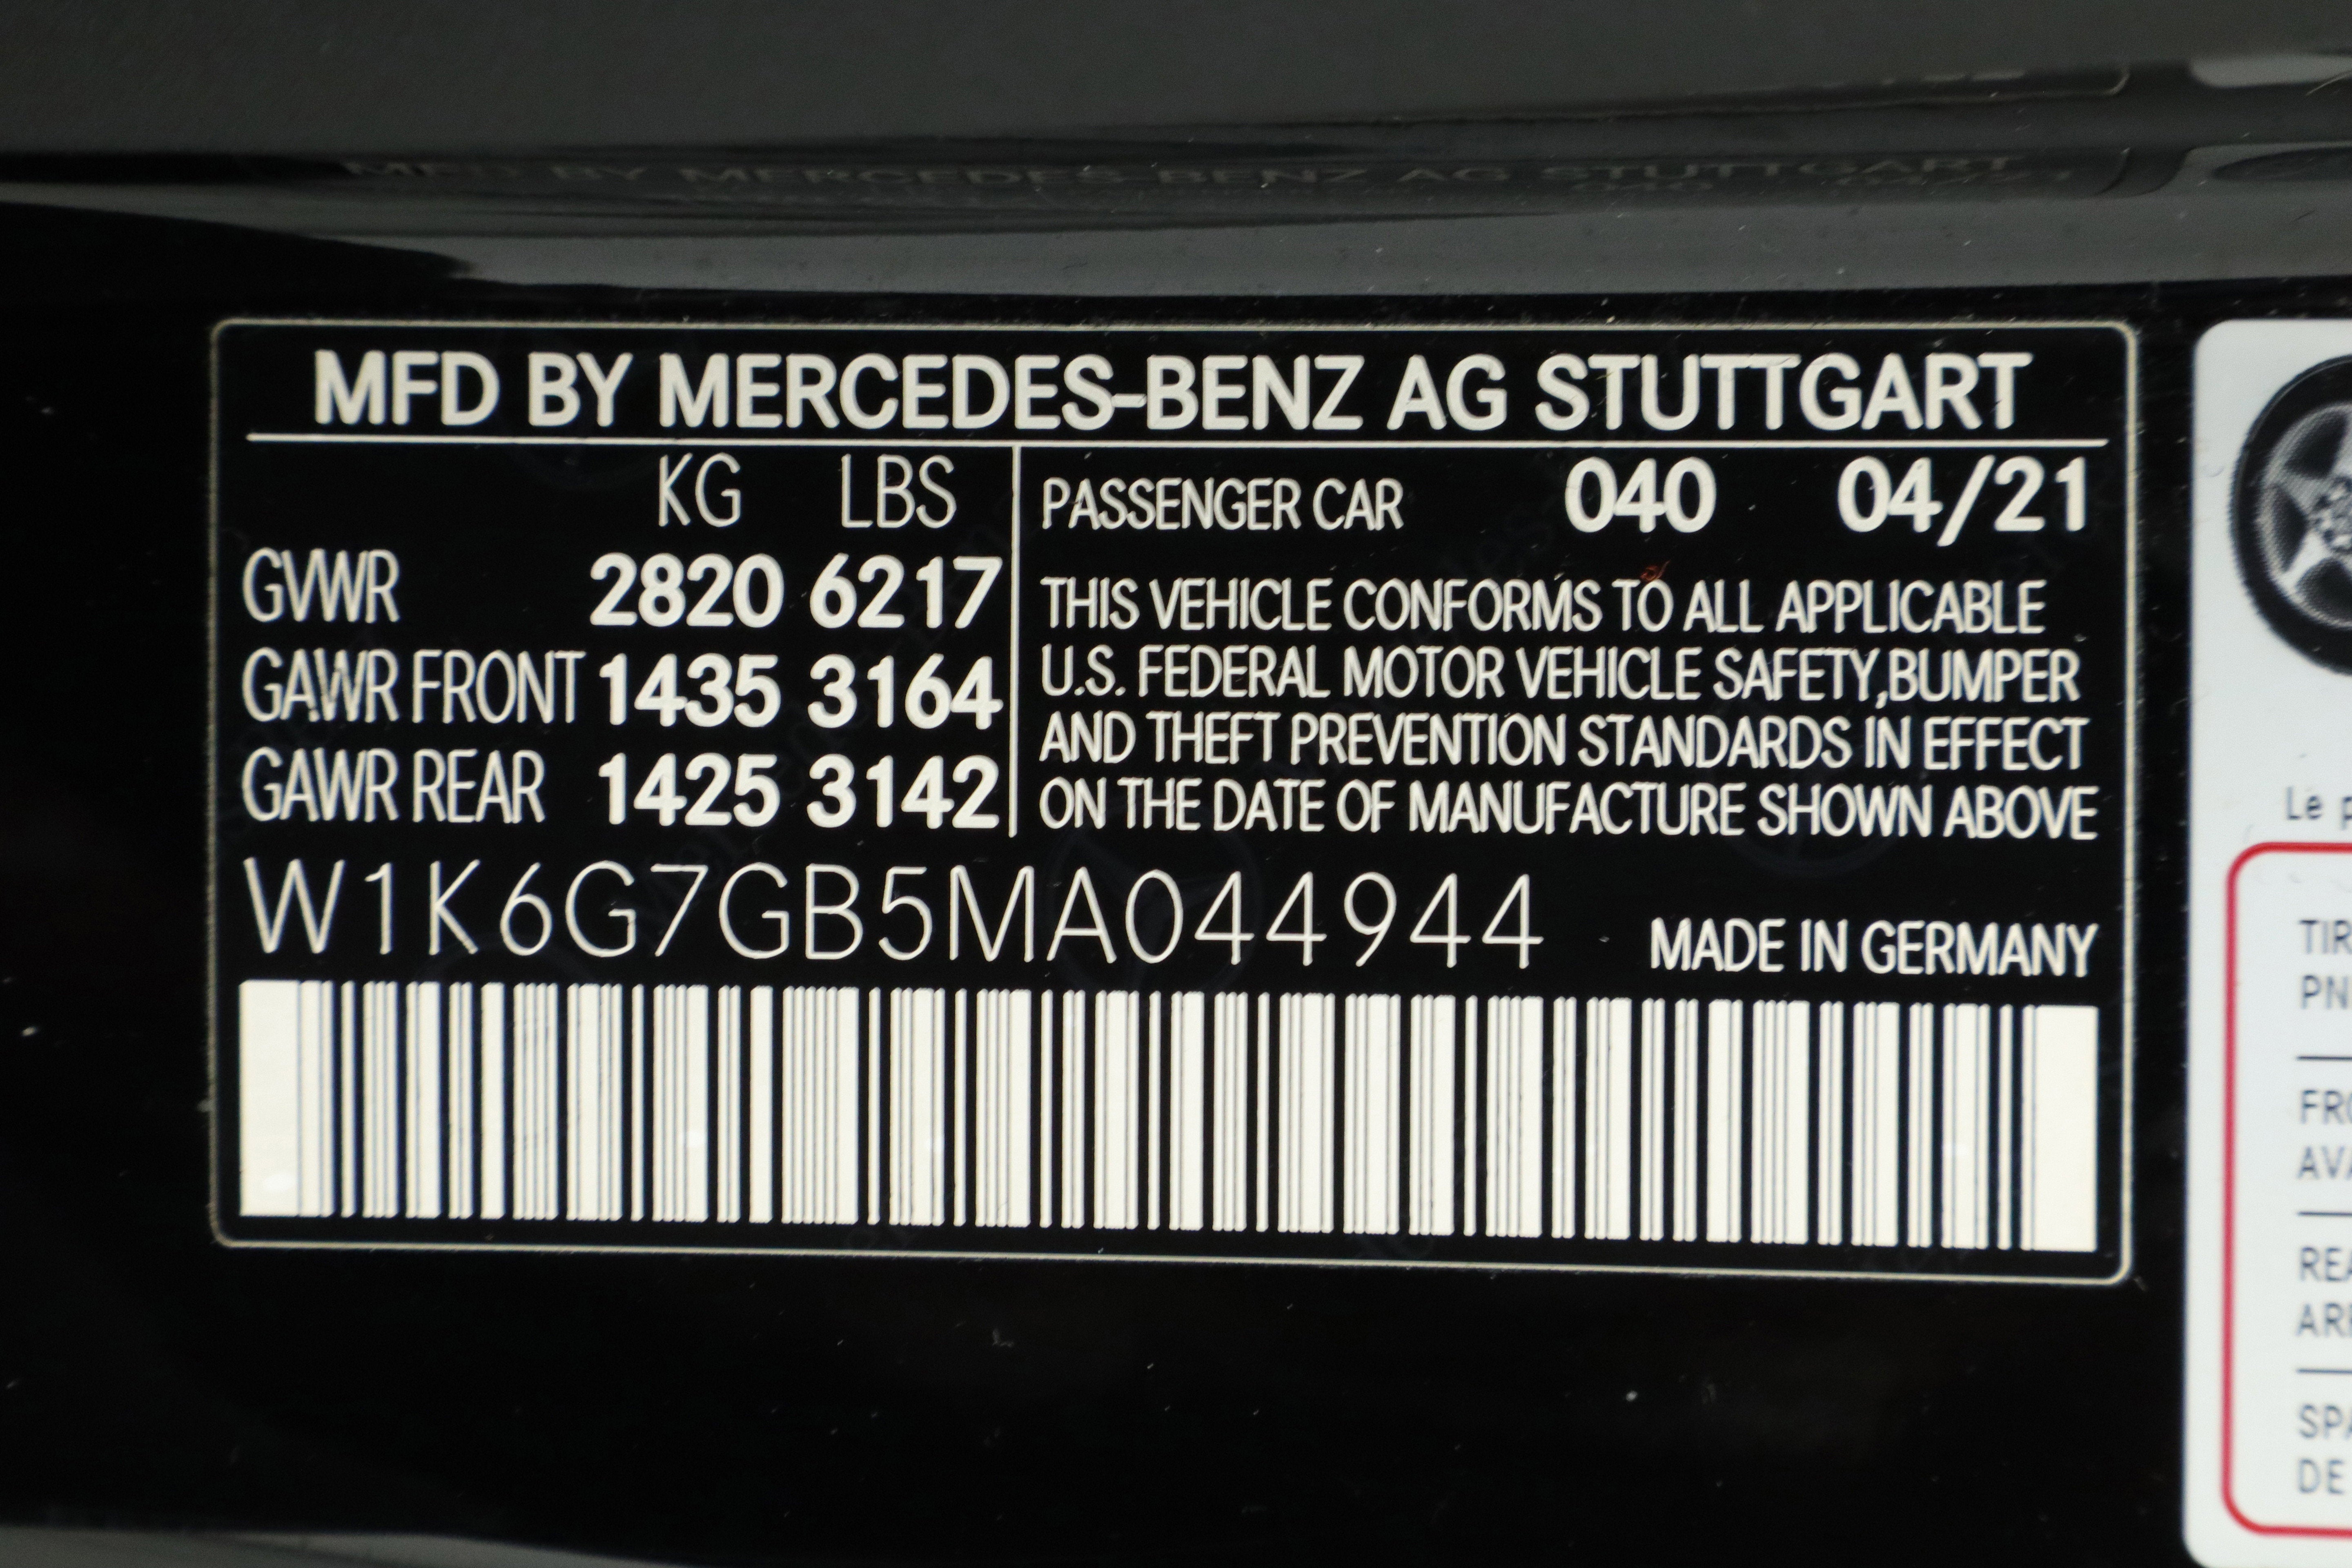 MFD BY MERCEDES-BENZ AG STUTTGART
KG LBS
GVWR 2820 6217
GAWR FRONT 1435 3164
GAWR REAR 1425 3142
PASSENGER CAR 040 04/21
THIS VEHICLE CONFORMS TO ALL APPLICABLE
U.S. FEDERAL MOTOR VEHICLE SAFETY,BUMPER
AND THEFT PREVENTION STANDARDS IN EFFECT
ON THE DATE OF MANUFACTURE SHOWN ABOVE
W1K6G7GB5MA044944
MADE IN GERMANY
Le